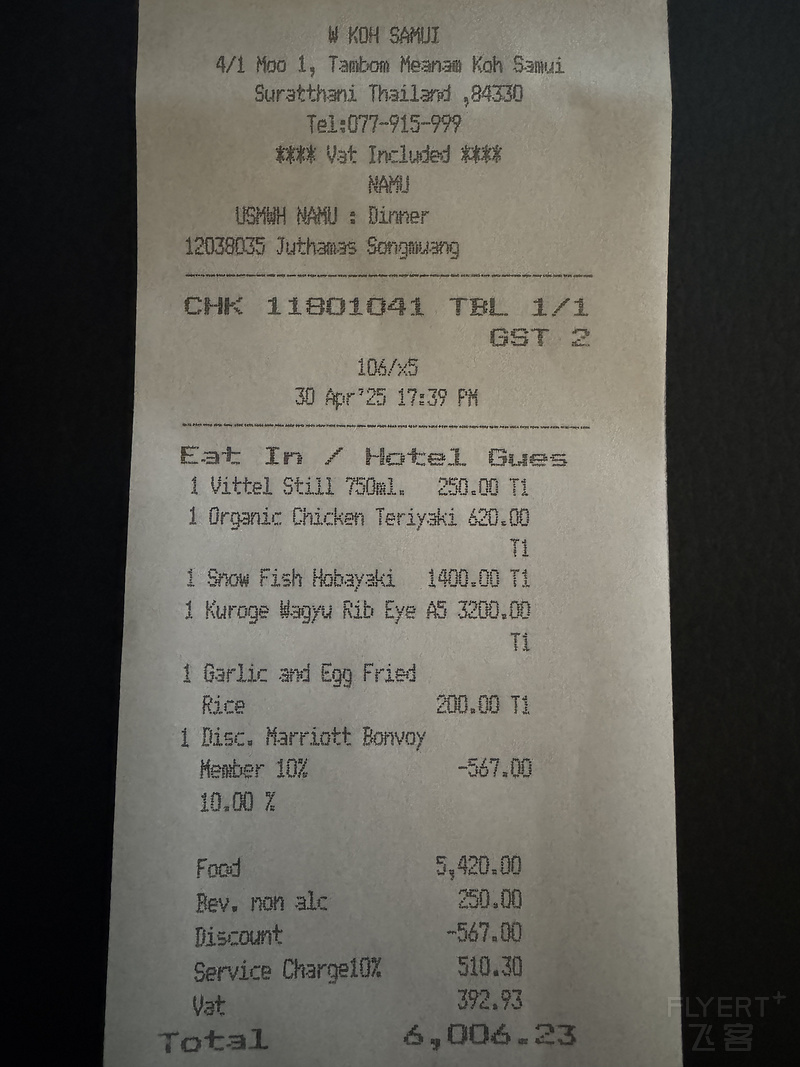 W KOH SAMUI
4/1 Moo 1, Tambom Meanam Koh Samui
Suratthani Thailand ,84330
Tel:077-915-999
**** Vat Included ****
NAMU
USMWH NAMU : Dinner
12038035 Juthamas Songmuang
CHK 11801041 TBL 1/1
GST 2
106/x5
30 Apr'25 17:39 PM
Eat In / Hotel Gues
1 Vittel Still 750ml. 250.00 T1
1 Organic Chicken Teriyaki 620.00
T1
1 Snow Fish Hobayaki 1400.00 T1
1 Kuroge Wagyu Rib Eye A5 3200.00
T1
1 Garlic and Egg Fried
Rice 200.00 T1
1 Disc. Marriott Bonvoy
Member 10% -567.00
10.00 %
Food 5,420.00
Bev. non alc 250.00
Discount -567.00
Service Charge10% 510.30
Vat 392.93
Total 6,006.23
FLYERT+
飞客